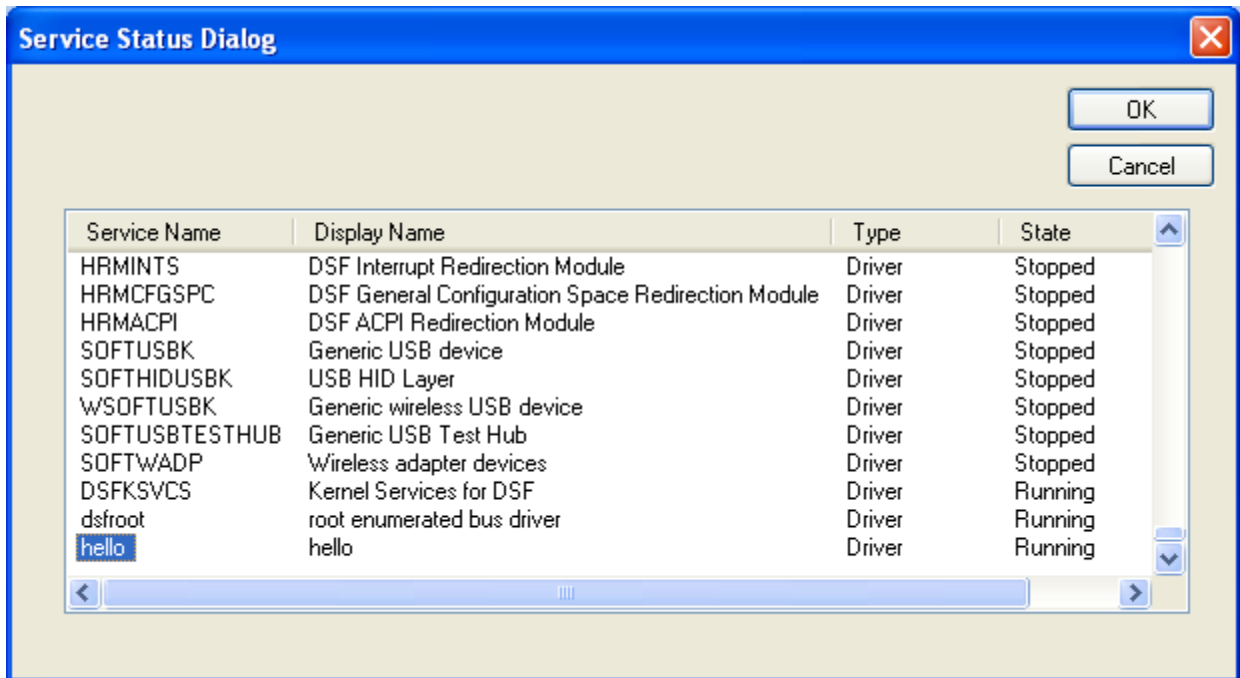 Service Status Dialog
OK
Cancel
Service Name Display Name Type State
HRMINTS DSF Interrupt Redirection Module Driver Stopped
HRMCFGSPC DSF General Configuration Space Redirection Module Driver Stopped
HRMACPI DSF ACPI Redirection Module Driver Stopped
SOFTUSBK Generic USB device Driver Stopped
SOFTHIDUSBK USB HID Layer Driver Stopped
WSOFTUSBK Generic wireless USB device Driver Stopped
SOFTUSBTESTHUB Generic USB Test Hub Driver Stopped
SOFTWADP Wireless adapter devices Driver Stopped
DSFKSVCS Kernel Services for DSF Driver Running
dsfroot root enumerated bus driver Driver Running
hello hello Driver Running